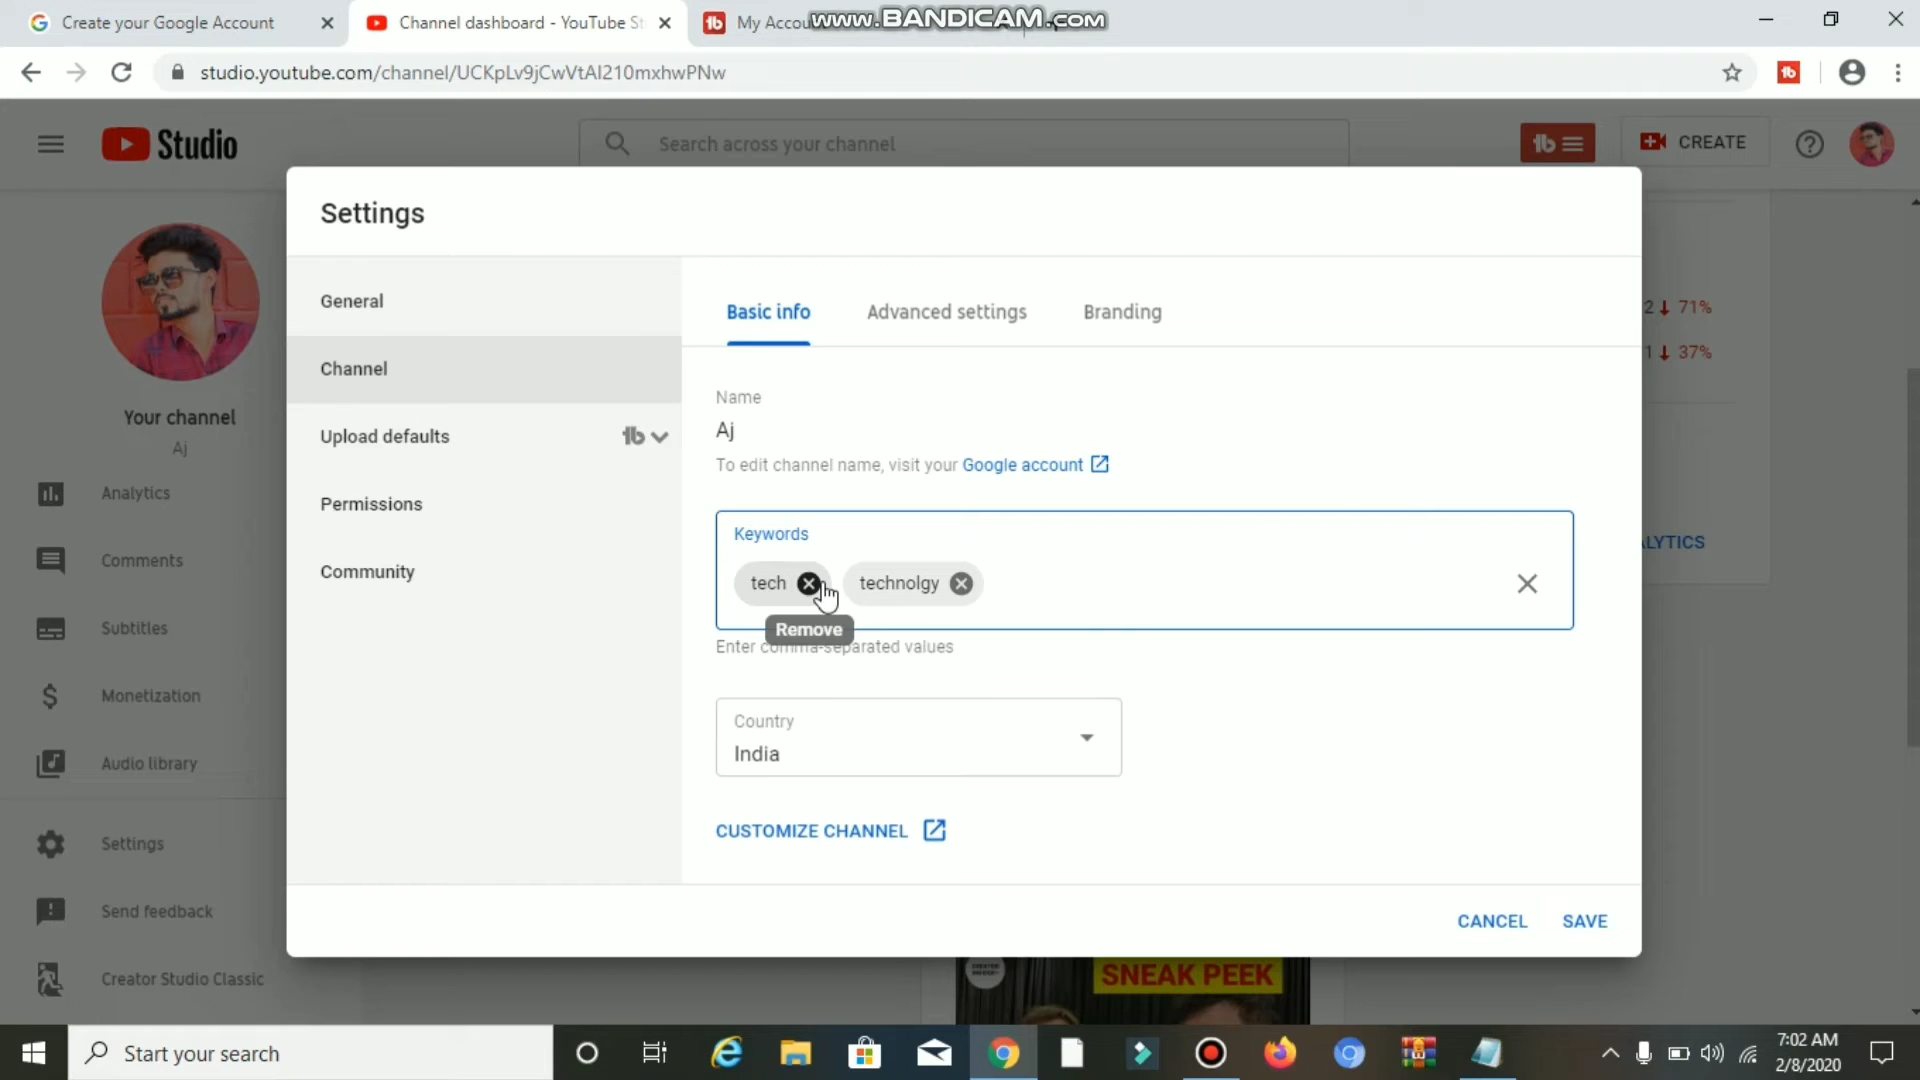 Create your Google Account
Channel dashboard - YouTube St
My Accou
www.BANDICAM.com
studio.youtube.com/channel/UCKpLv9jCwVtAI210mxhwPNw
Studio
Search across your channel
CREATE
Settings
General
Channel
Upload defaults
Permissions
Community
Basic info
Advanced settings
Branding
Name
Aj
To edit channel name, visit your Google account
Keywords
tech
technolgy
Remove
Enter comma-separated values
Country
India
CUSTOMIZE CHANNEL
CANCEL
SAVE
Your channel
Aj
Analytics
Comments
Subtitles
Monetization
Audio library
Settings
Send feedback
Creator Studio Classic
2 71%
1 37%
LYTICS
SNEAK PEEK
Start your search
7:02 AM
2/8/2020